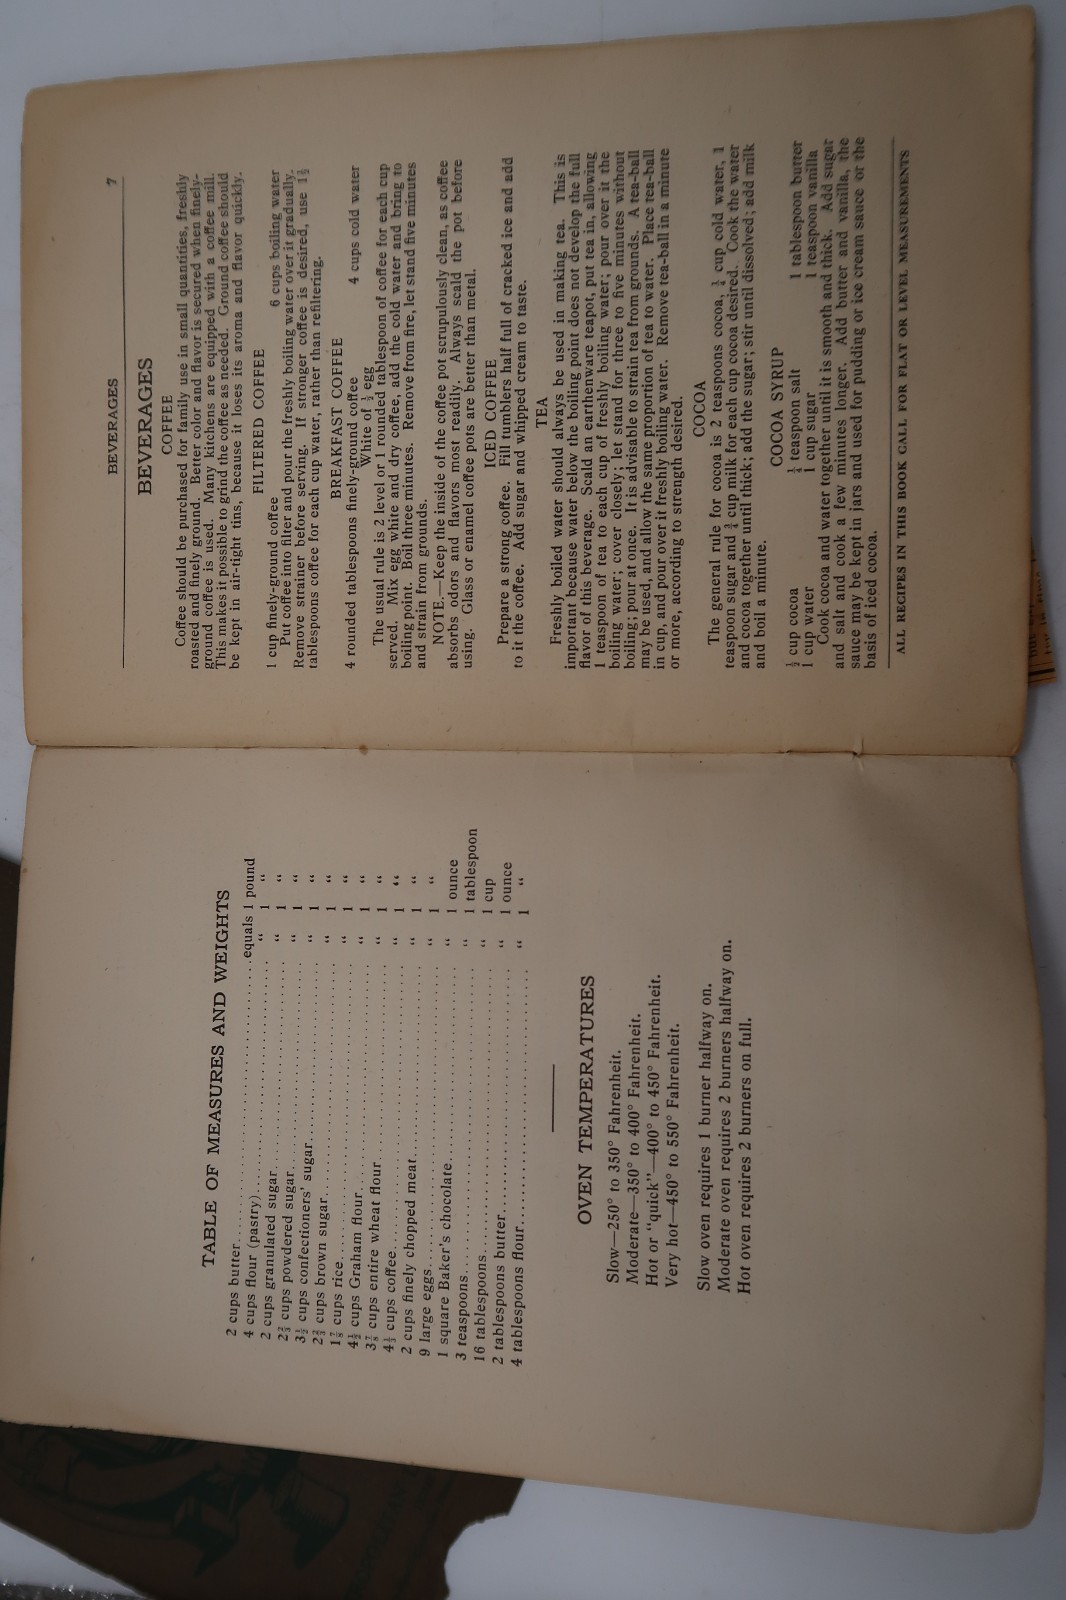 TABLE OF MEASURES AND WEIGHTS
2 cups butter..............................equals 1 pound
4 cups flour (pastry).............................. “ 1 “
2 cups granulated sugar.............................. “ 1 “
2⅔ cups powdered sugar.............................. “ 1 “
3½ cups confectioners' sugar.............................. “ 1 “
2⅔ cups brown sugar.............................. “ 1 “
1⅞ cups rice.............................. “ 1 “
4½ cups Graham flour.............................. “ 1 “
3⅞ cups entire wheat flour.............................. “ 1 “
4⅓ cups coffee.............................. “ 1 “
2 cups finely chopped meat.............................. “ 1 “
9 large eggs.............................. “ 1 “
1 square Baker's chocolate.............................. “ 1 ounce
3 teaspoons.............................. “ 1 tablespoon
16 tablespoons.............................. “ 1 cup
2 tablespoons butter.............................. “ 1 ounce
4 tablespoons flour.............................. “ 1 “
OVEN TEMPERATURES
Slow—250° to 350° Fahrenheit.
Moderate—350° to 400° Fahrenheit.
Hot or “quick”—400° to 450° Fahrenheit.
Very hot—450° to 550° Fahrenheit.
Slow oven requires 1 burner halfway on.
Moderate oven requires 2 burners halfway on.
Hot oven requires 2 burners on full.
BEVERAGES 7
BEVERAGES
COFFEE
Coffee should be purchased for family use in small quantities, freshly
roasted and finely ground. Better color and flavor is secured when finely-
ground coffee is used. Many kitchens are equipped with a coffee mill.
This makes it possible to grind the coffee as needed. Ground coffee should
be kept in air-tight tins, because it loses its aroma and flavor quickly.
FILTERED COFFEE
1 cup finely-ground coffee 6 cups boiling water
Put coffee into filter and pour the freshly boiling water over it gradually.
Remove strainer before serving. If stronger coffee is desired, use 1½
tablespoons coffee for each cup water, rather than refiltering.
BREAKFAST COFFEE
4 rounded tablespoons finely-ground coffee 4 cups cold water
White of ½ egg
The usual rule is 2 level or 1 rounded tablespoon of coffee for each cup
served. Mix egg white and dry coffee, add the cold water and bring to
boiling point. Boil three minutes. Remove from fire, let stand five minutes
and strain from grounds.
NOTE.—Keep the inside of the coffee pot scrupulously clean, as coffee
absorbs odors and flavors most readily. Always scald the pot before
using. Glass or enamel coffee pots are better than metal.
ICED COFFEE
Prepare a strong coffee. Fill tumblers half full of cracked ice and add
to it the coffee. Add sugar and whipped cream to taste.
TEA
Freshly boiled water should always be used in making tea. This is
important because water below the boiling point does not develop the full
flavor of this beverage. Scald an earthenware teapot, put tea in, allowing
1 teaspoon of tea to each cup of freshly boiling water; pour over it the
boiling water; cover closely; let stand for three to five minutes without
boiling; pour at once. It is advisable to strain tea from grounds. A tea-ball
may be used, and allow the same proportion of tea to water. Place tea-ball
in cup, and pour over it freshly boiling water. Remove tea-ball in a minute
or more, according to strength desired.
COCOA
The general rule for cocoa is 2 teaspoons cocoa, ¼ cup cold water, 1
teaspoon sugar and ¾ cup milk for each cup cocoa desired. Cook the water
and cocoa together until thick; add the sugar; stir until dissolved; add milk
and boil a minute.
COCOA SYRUP
½ cup cocoa ¼ teaspoon salt 1 tablespoon butter
1 cup water 1 cup sugar 1 teaspoon vanilla
Cook cocoa and water together until it is smooth and thick. Add sugar
and salt and cook a few minutes longer. Add butter and vanilla, the
sauce may be kept in jars and used for pudding or ice cream sauce or the
basis of iced cocoa.
ALL RECIPES IN THIS BOOK CALL FOR FLAT OR LEVEL MEASUREMENTS